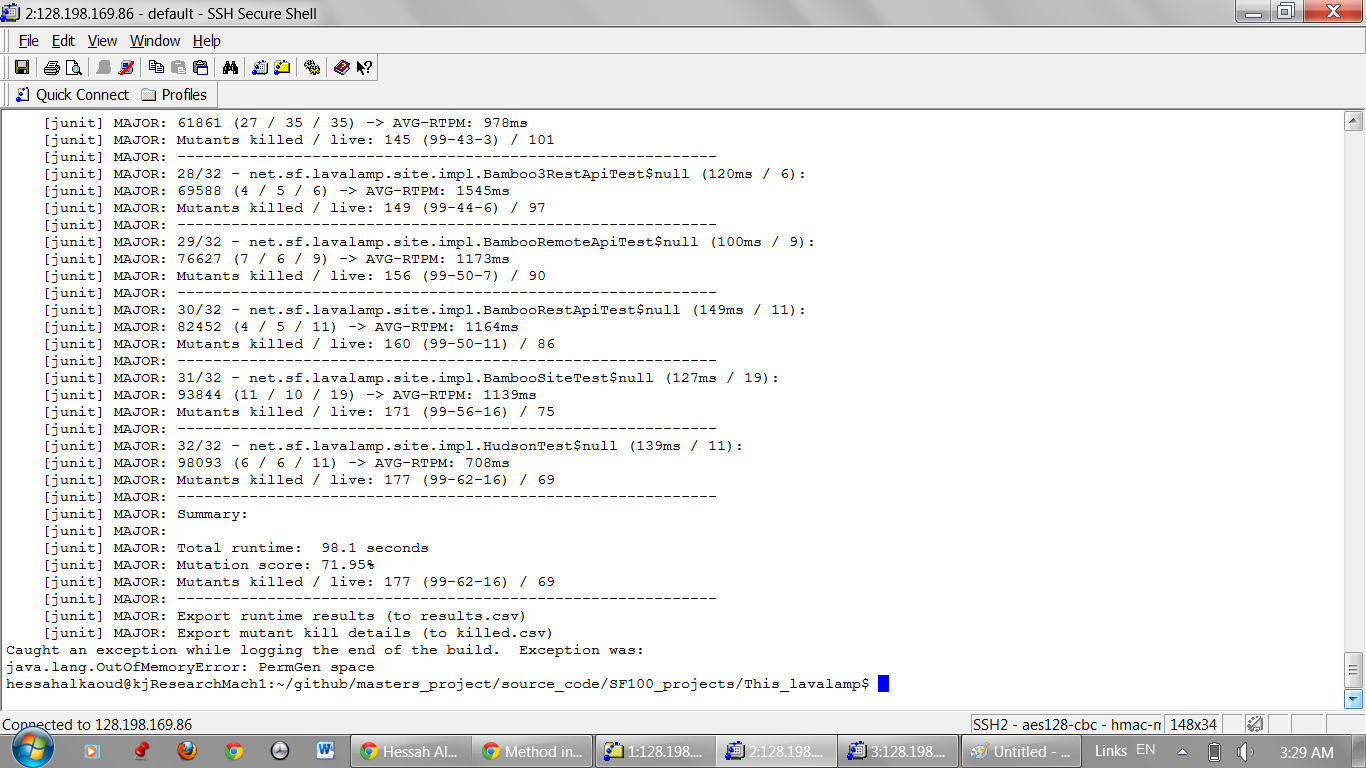 2:128.198.169.86 - default - SSH Secure Shell
File Edit View Window Help
Quick Connect Profiles
[junit] MAJOR: 61861 (27 / 35 / 35) -> AVG-RTPM: 978ms
[junit] MAJOR: Mutants killed / live: 145 (99-43-3) / 101
[junit] MAJOR: ------------------------------------------------------------
[junit] MAJOR: 28/32 - net.sf.lavalamp.site.impl.Bamboo3RestApiTest$null (120ms / 6):
[junit] MAJOR: 69588 (4 / 5 / 6) -> AVG-RTPM: 1545ms
[junit] MAJOR: Mutants killed / live: 149 (99-44-6) / 97
[junit] MAJOR: ------------------------------------------------------------
[junit] MAJOR: 29/32 - net.sf.lavalamp.site.impl.BambooRemoteApiTest$null (100ms / 9):
[junit] MAJOR: 76627 (7 / 6 / 9) -> AVG-RTPM: 1173ms
[junit] MAJOR: Mutants killed / live: 156 (99-50-7) / 90
[junit] MAJOR: ------------------------------------------------------------
[junit] MAJOR: 30/32 - net.sf.lavalamp.site.impl.BambooRestApiTest$null (149ms / 11):
[junit] MAJOR: 82452 (4 / 5 / 11) -> AVG-RTPM: 1164ms
[junit] MAJOR: Mutants killed / live: 160 (99-50-11) / 86
[junit] MAJOR: ------------------------------------------------------------
[junit] MAJOR: 31/32 - net.sf.lavalamp.site.impl.BambooSiteTest$null (127ms / 19):
[junit] MAJOR: 93844 (11 / 10 / 19) -> AVG-RTPM: 1139ms
[junit] MAJOR: Mutants killed / live: 171 (99-56-16) / 75
[junit] MAJOR: ------------------------------------------------------------
[junit] MAJOR: 32/32 - net.sf.lavalamp.site.impl.HudsonTest$null (139ms / 11):
[junit] MAJOR: 98093 (6 / 6 / 11) -> AVG-RTPM: 708ms
[junit] MAJOR: Mutants killed / live: 177 (99-62-16) / 69
[junit] MAJOR: ------------------------------------------------------------
[junit] MAJOR: Summary:
[junit] MAJOR:
[junit] MAJOR: Total runtime:  98.1 seconds
[junit] MAJOR: Mutation score: 71.95%
[junit] MAJOR: Mutants killed / live: 177 (99-62-16) / 69
[junit] MAJOR: ------------------------------------------------------------
[junit] MAJOR: Export runtime results (to results.csv)
[junit] MAJOR: Export mutant kill details (to killed.csv)
Caught an exception while logging the end of the build.  Exception was:
java.lang.OutOfMemoryError: PermGen space
hessahalkaoud@kjResearchMach1:~/github/masters_project/source_code/SF100_projects/This_lavalamp$
Connected to 128.198.169.86 SSH2 - aes128-cbc - hmac-m 148x34
Hessah Al... Method in... 1:128.198.... 2:128.198.... 3:128.198.... Untitled - ... Links EN 3:29 AM